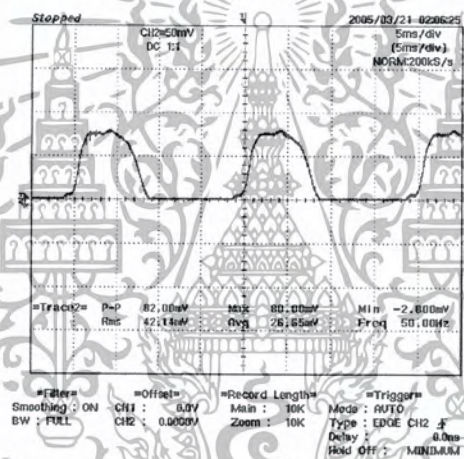 Stopped 2005/03/21 02:06:25
CH2=50mV 5ms/div
DC 1:1 (5ms/div)
NORM:200kS/s
=Trace2= P-P 82.00mV Max 80.00mV Min -2.000mV
Rms 42.14mV Avg 26.65mV Freq 50.00Hz
=Filter= =Offset= =Record Length= =Trigger=
Smoothing : ON CH1 : 0.0V Main : 10K Mode : AUTO
BW : FULL CH2 : 0.000V Zoom : 10K Type : EDGE CH2
Delay : 0.0ns
Hold Off : MINIMUM